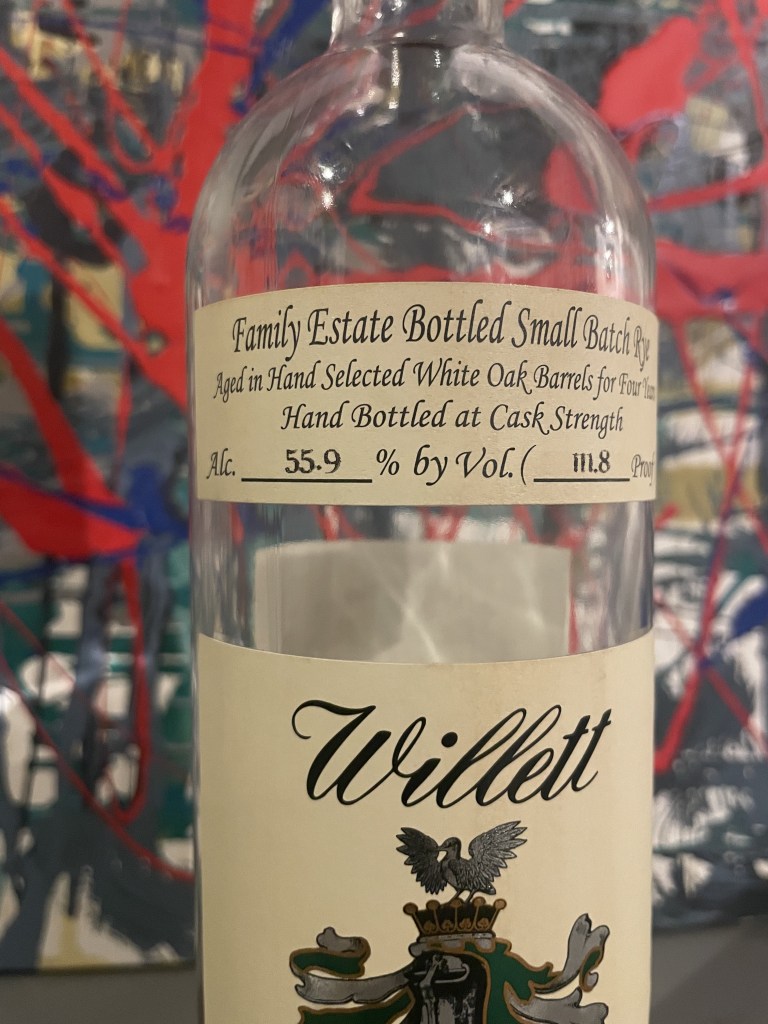 Family Estate Bottled Small Batch Rye
Aged in Hand Selected White Oak Barrels for Four Years
Hand Bottled at Cask Strength
Alc. 55.9 % by Vol. ( 111.8 Proof
Willett